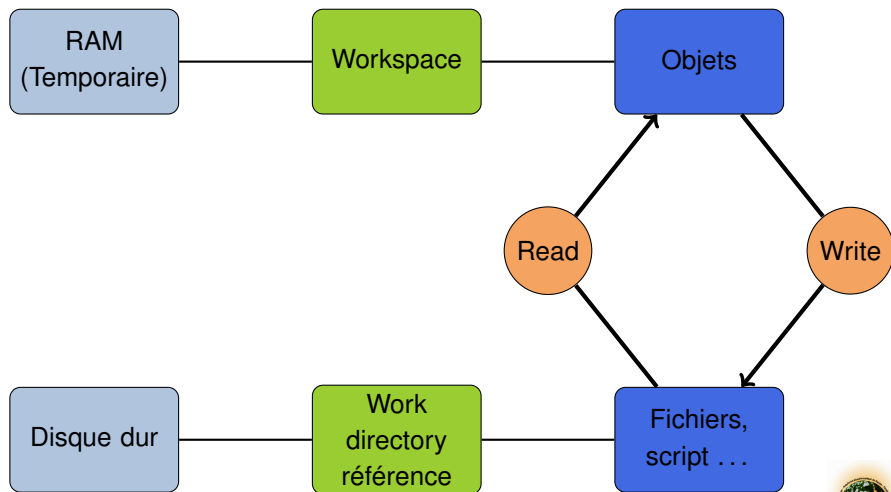 RAM
(Temporaire)
Workspace
Objets
Read
Write
Disque dur
Work
directory
référence
Fichiers,
script . . .